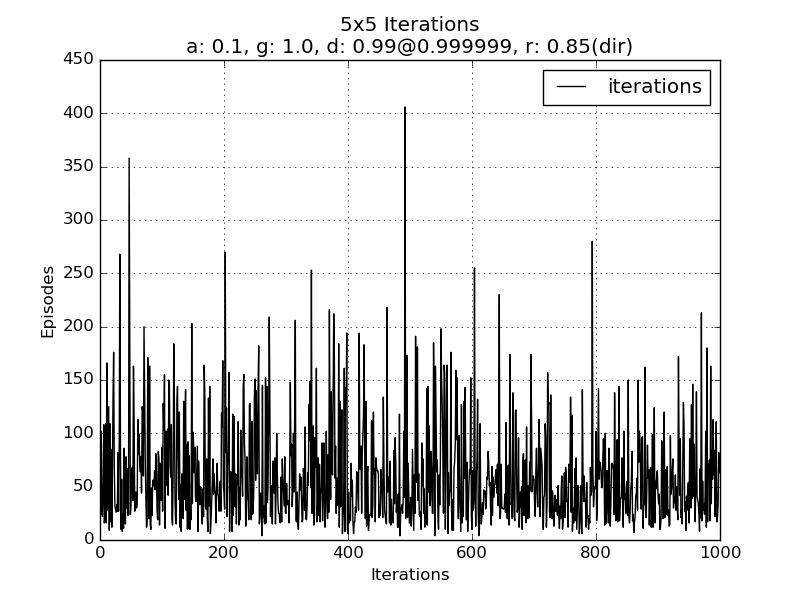 5x5 Iterations
a: 0.1, g: 1.0, d: 0.99@0.999999, r: 0.85(dir)
450
iterations
400
350
300
250
Episodes
200
150
100
50
0
0 200 400 600 800 1000
Iterations